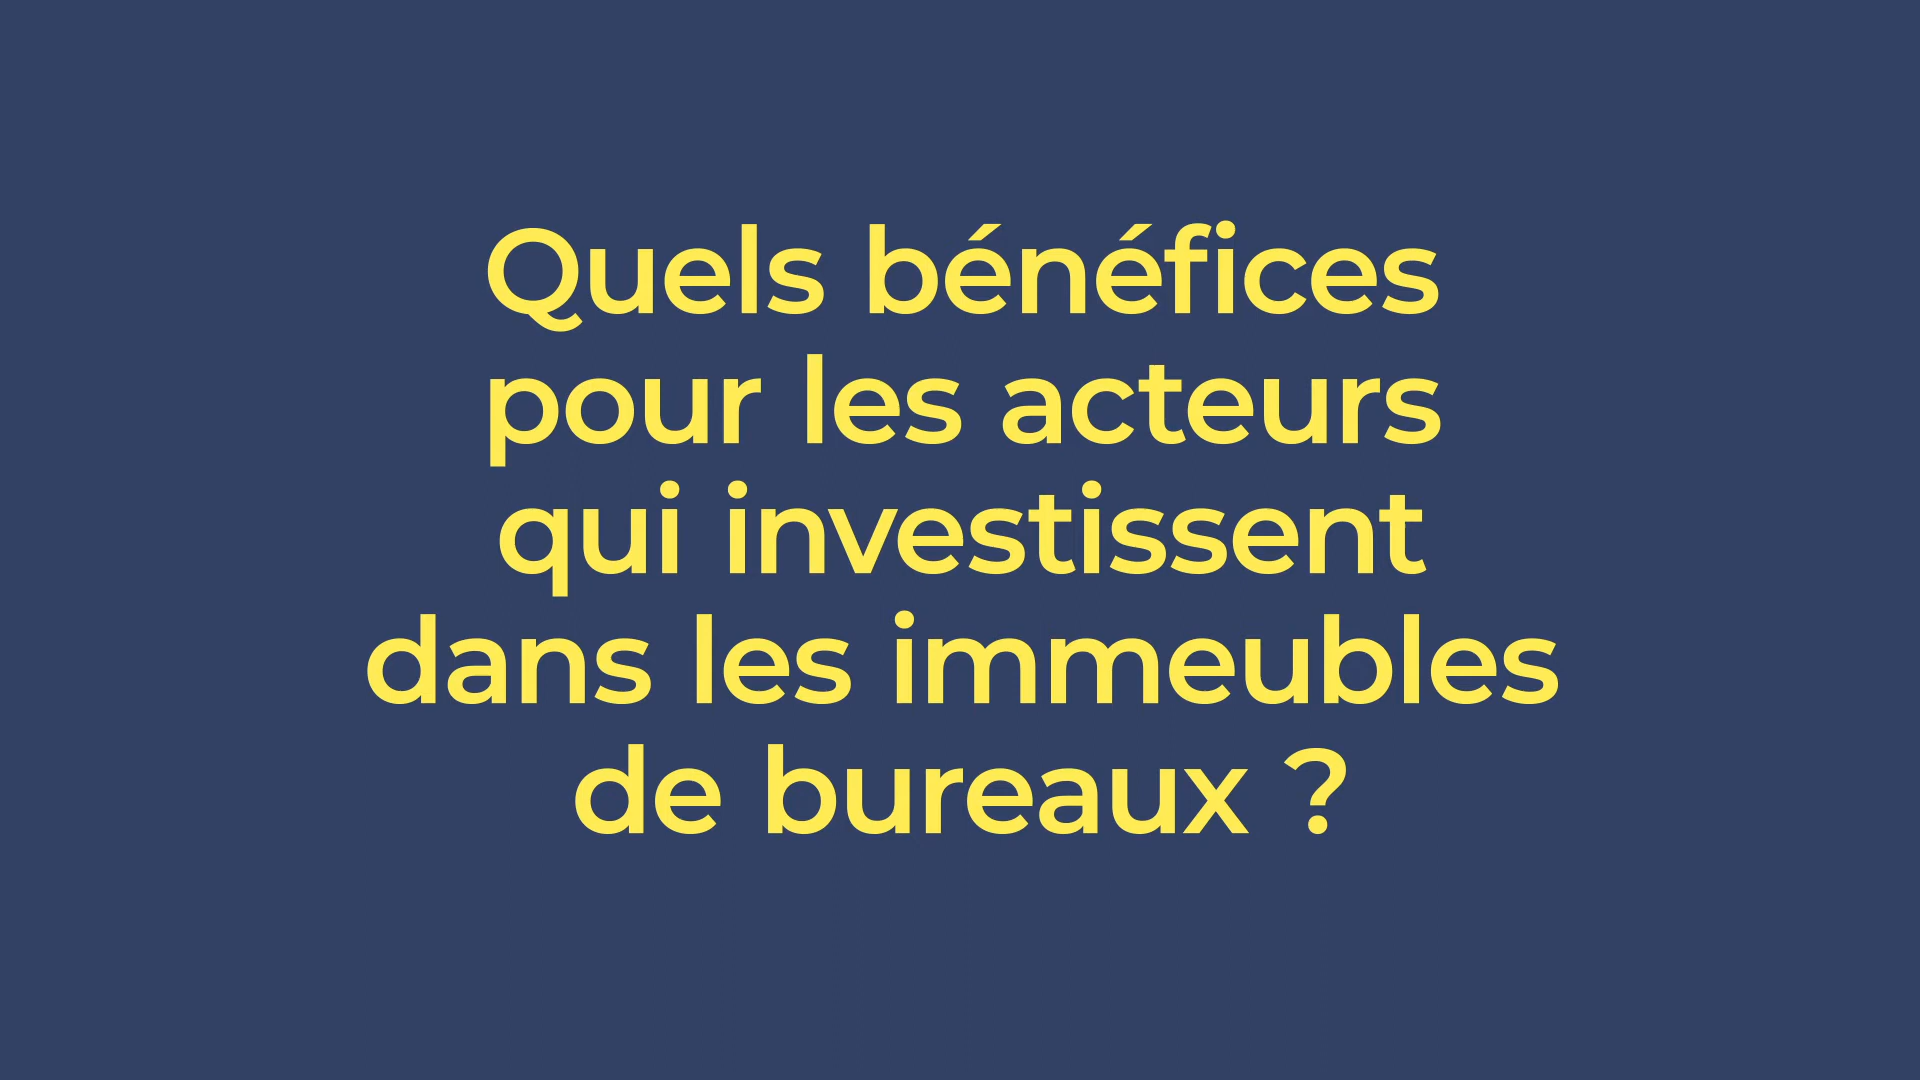 Quels bénéfices
pour les acteurs
qui investissent
dans les immeubles
de bureaux ?